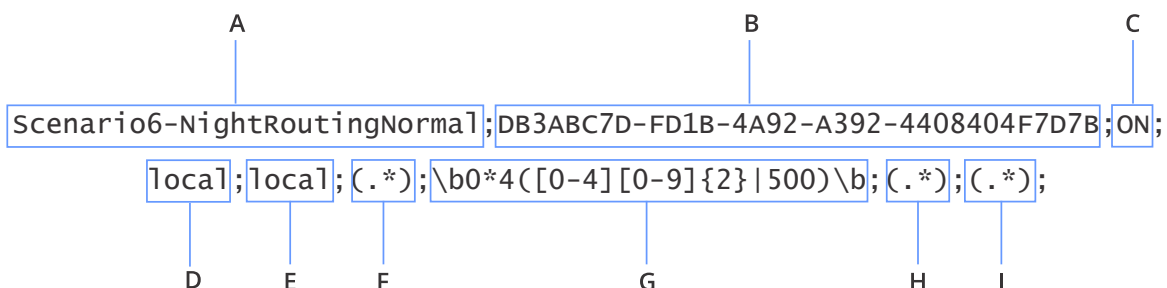 A B C
Scenario6-NightRoutingNormal;DB3ABC7D-FD1B-4A92-A392-4408404F7D7B;ON;
local;local;(.*);\b0*4([0-4][0-9]{2}|500)\b;(.*);(.*);
D E F G H I